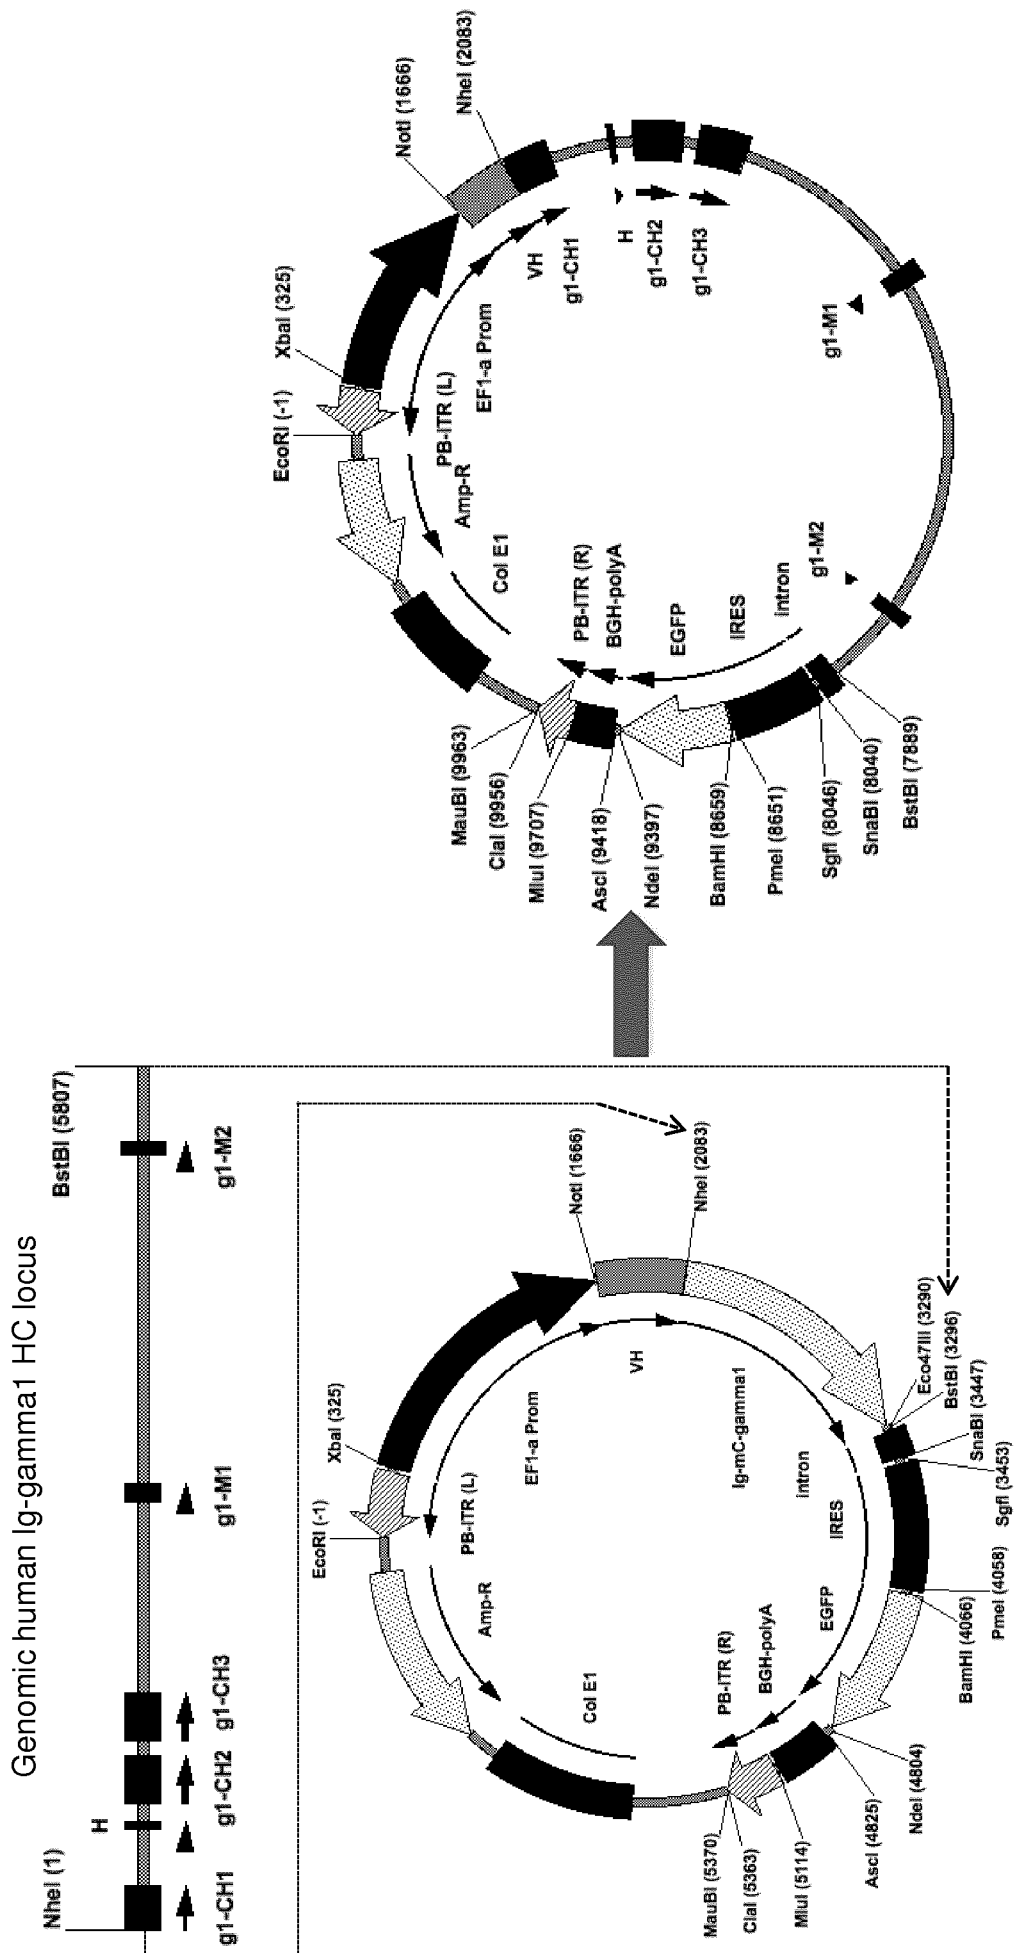 Genomic human Ig-gamma1 HC locus
NheI (1)
H
BstBI (5807)
g1-CH1
g1-CH2
g1-CH3
g1-M1
g1-M2
EcoRI (-1)
XbaI (325)
NotI (1666)
NheI (2083)
Eco47III (3290)
BstBI (3296)
SnaBI (3447)
SgfI (3453)
PmeI (4058)
BamHI (4066)
NdeI (4804)
AscI (4825)
MluI (5114)
ClaI (5363)
MauBI (5370)
PB-ITR (L)
EF1-a Prom
VH
Ig-mC-gamma1
intron
IRES
EGFP
BGH-polyA
PB-ITR (R)
Col E1
Amp-R
EcoRI (-1)
XbaI (325)
NotI (1666)
NheI (2083)
BstBI (7889)
SnaBI (8040)
SgfI (8046)
PmeI (8651)
BamHI (8659)
NdeI (9397)
AscI (9418)
MluI (9707)
ClaI (9956)
MauBI (9963)
PB-ITR (L)
EF1-a Prom
VH
g1-CH1
H
g1-CH2
g1-CH3
g1-M1
g1-M2
intron
IRES
EGFP
BGH-polyA
PB-ITR (R)
Col E1
Amp-R